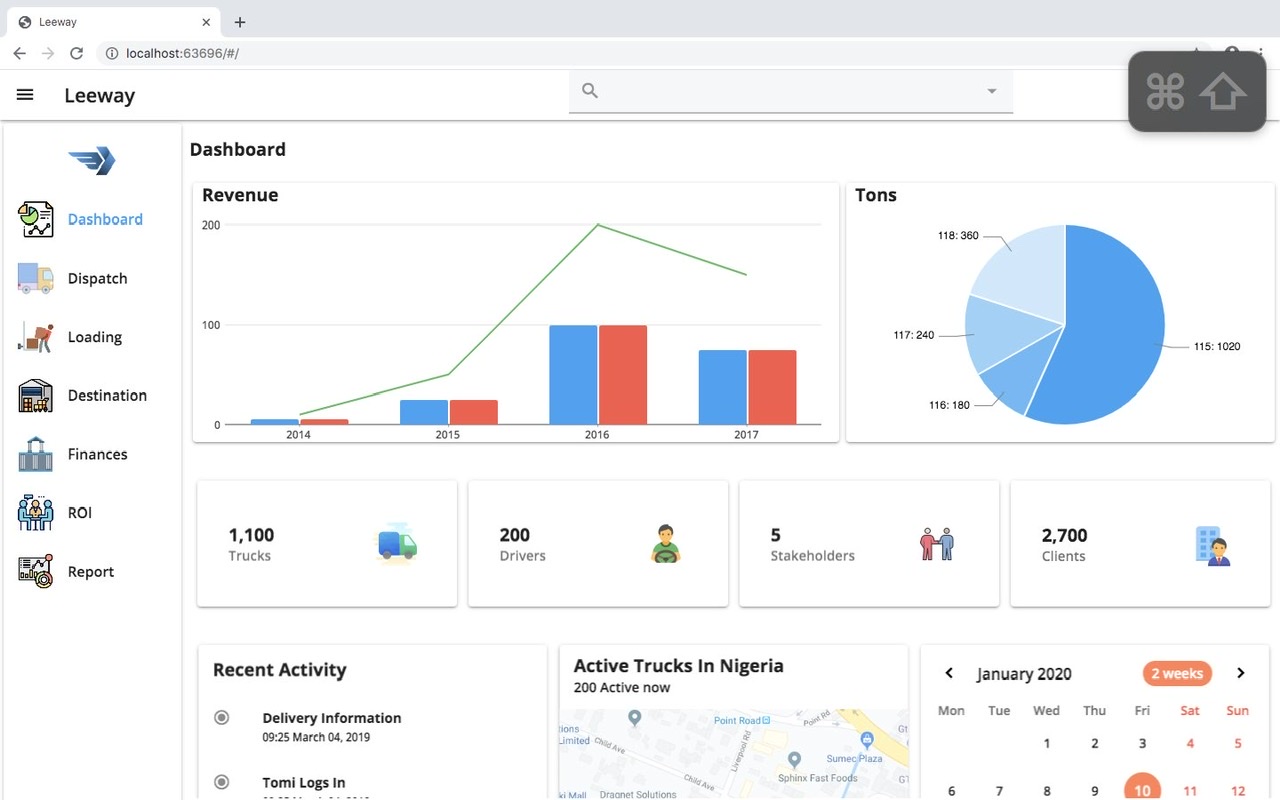 Leeway
localhost:63696/#/
Leeway
Dashboard
Dispatch
Loading
Destination
Finances
ROI
Report
Dashboard
Revenue
200
100
0
2014
2015
2016
2017
Tons
118: 360
117: 240
116: 180
115: 1020
1,100
Trucks
200
Drivers
5
Stakeholders
2,700
Clients
Recent Activity
Delivery Information
09:25 March 04, 2019
Tomi Logs In
Active Trucks In Nigeria
200 Active now
Point Road
Point Rd
Child Ave
Liverpool Rd
Limited
Sumec Plaza
Sphinx Fast Foods
Child Ave
Dragnet Solutions
January 2020
2 weeks
Mon Tue Wed Thu Fri Sat Sun
1 2 3 4 5
6 7 8 9 10 11 12